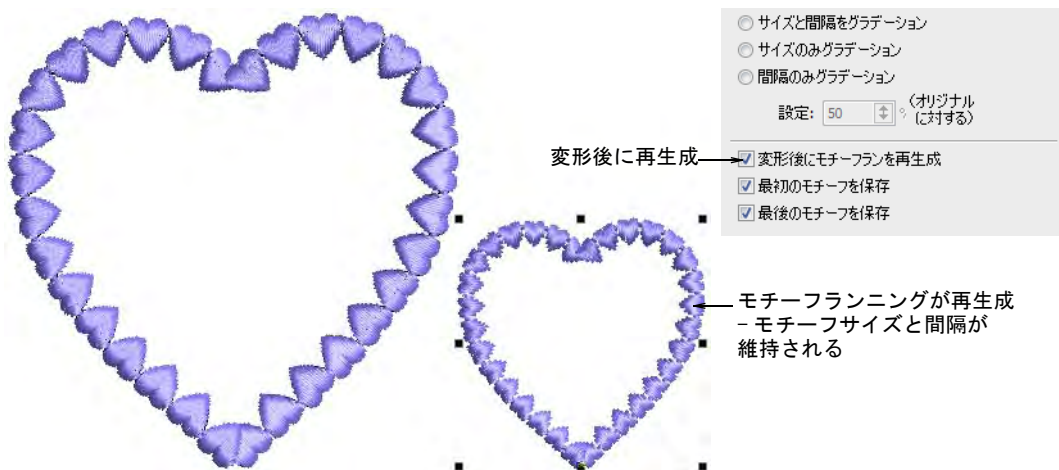 サイズと間隔をグラデーション
サイズのみグラデーション
間隔のみグラデーション
設定: 50 % (オリジナル
に対する)
変形後に再生成
変形後にモチーフランを再生成
最初のモチーフを保存
最後のモチーフを保存
モチーフランニングが再生成
– モチーフサイズと間隔が
維持される